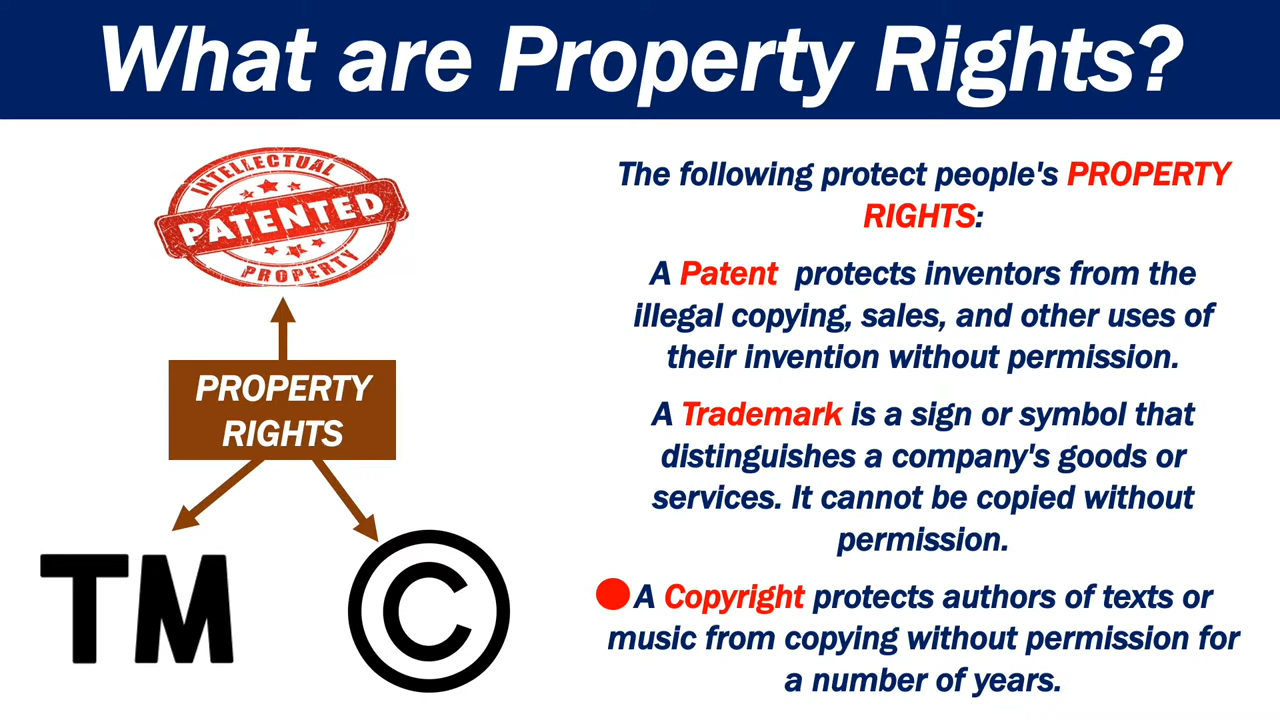 What are Property Rights?
INTELLECTUAL
PATENTED
PROPERTY
PROPERTY
RIGHTS
TM
©
The following protect people's PROPERTY
RIGHTS:
A Patent protects inventors from the
illegal copying, sales, and other uses of
their invention without permission.
A Trademark is a sign or symbol that
distinguishes a company's goods or
services. It cannot be copied without
permission.
A Copyright protects authors of texts or
music from copying without permission for
a number of years.